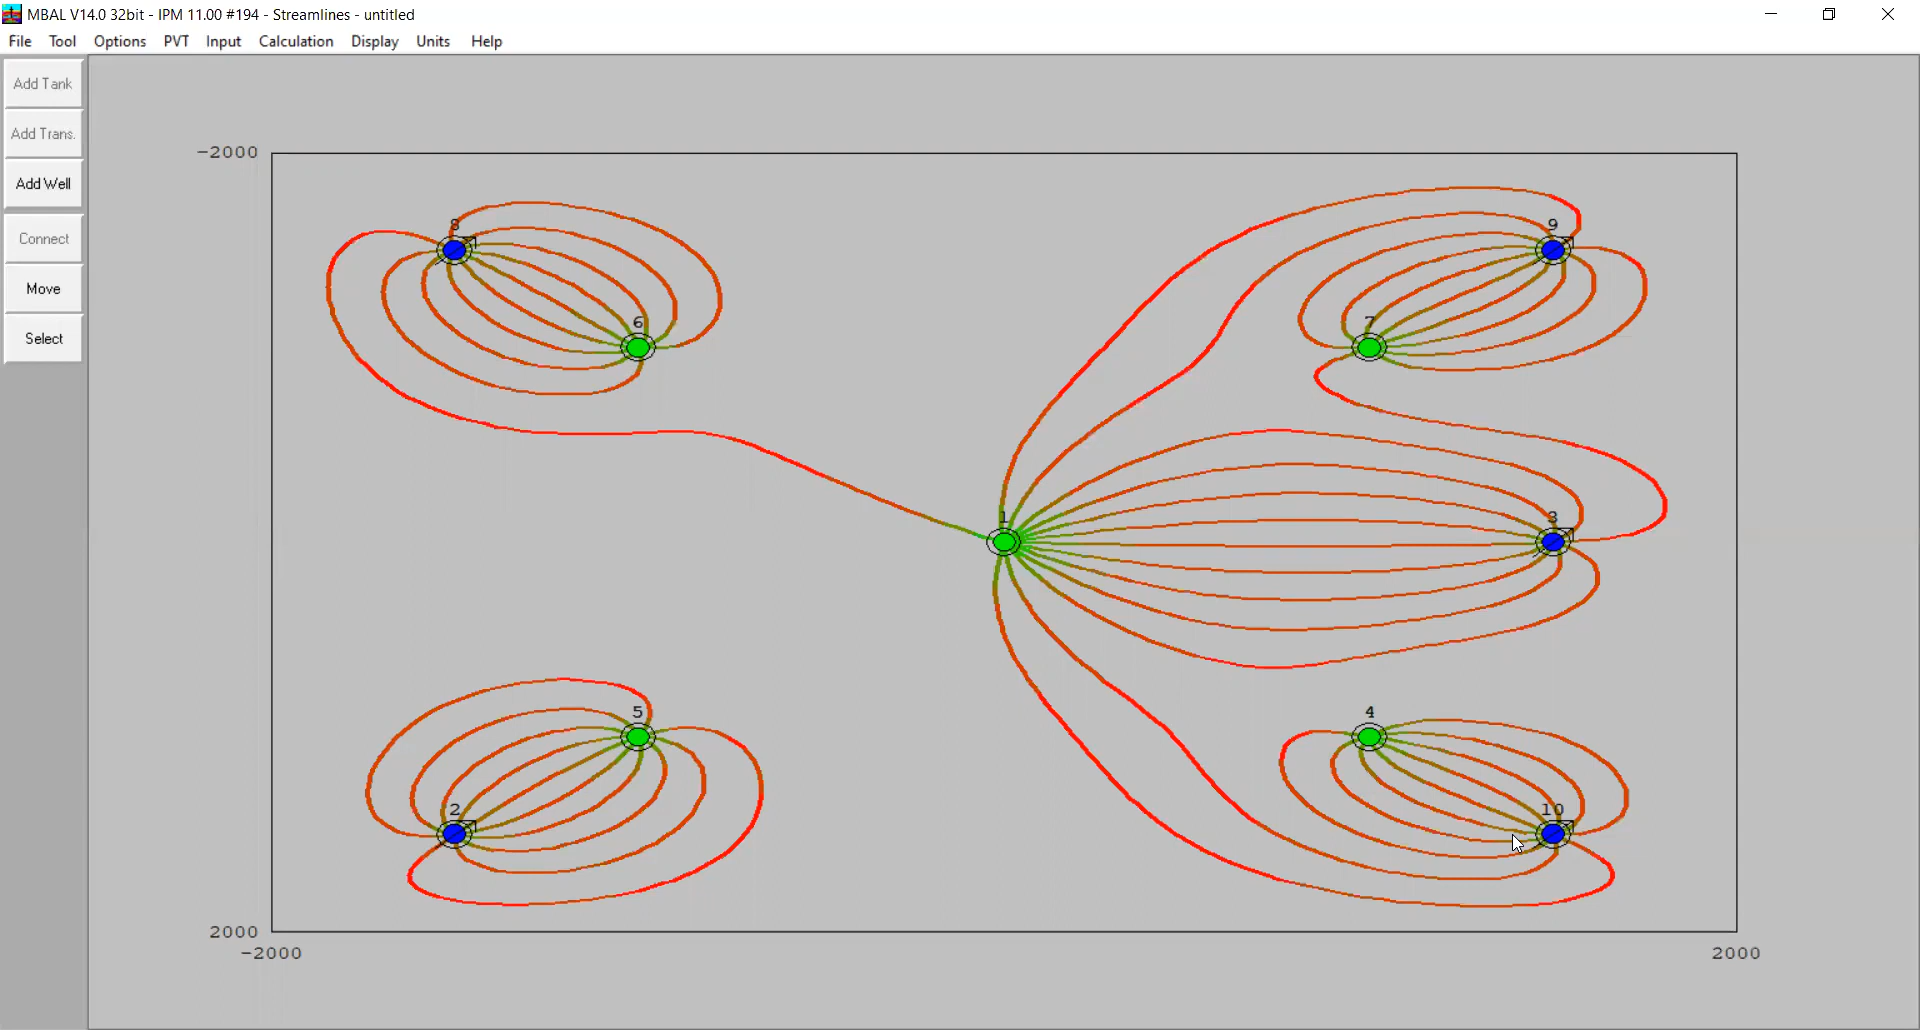 MBAL V14.0 32bit - IPM 11.00 #194 - Streamlines - untitled
File Tool Options PVT Input Calculation Display Units Help
Add Tank
Add Trans.
Add Well
Connect
Move
Select
-2000
8
9
6
7
1
3
5
4
2
10
2000
-2000
2000